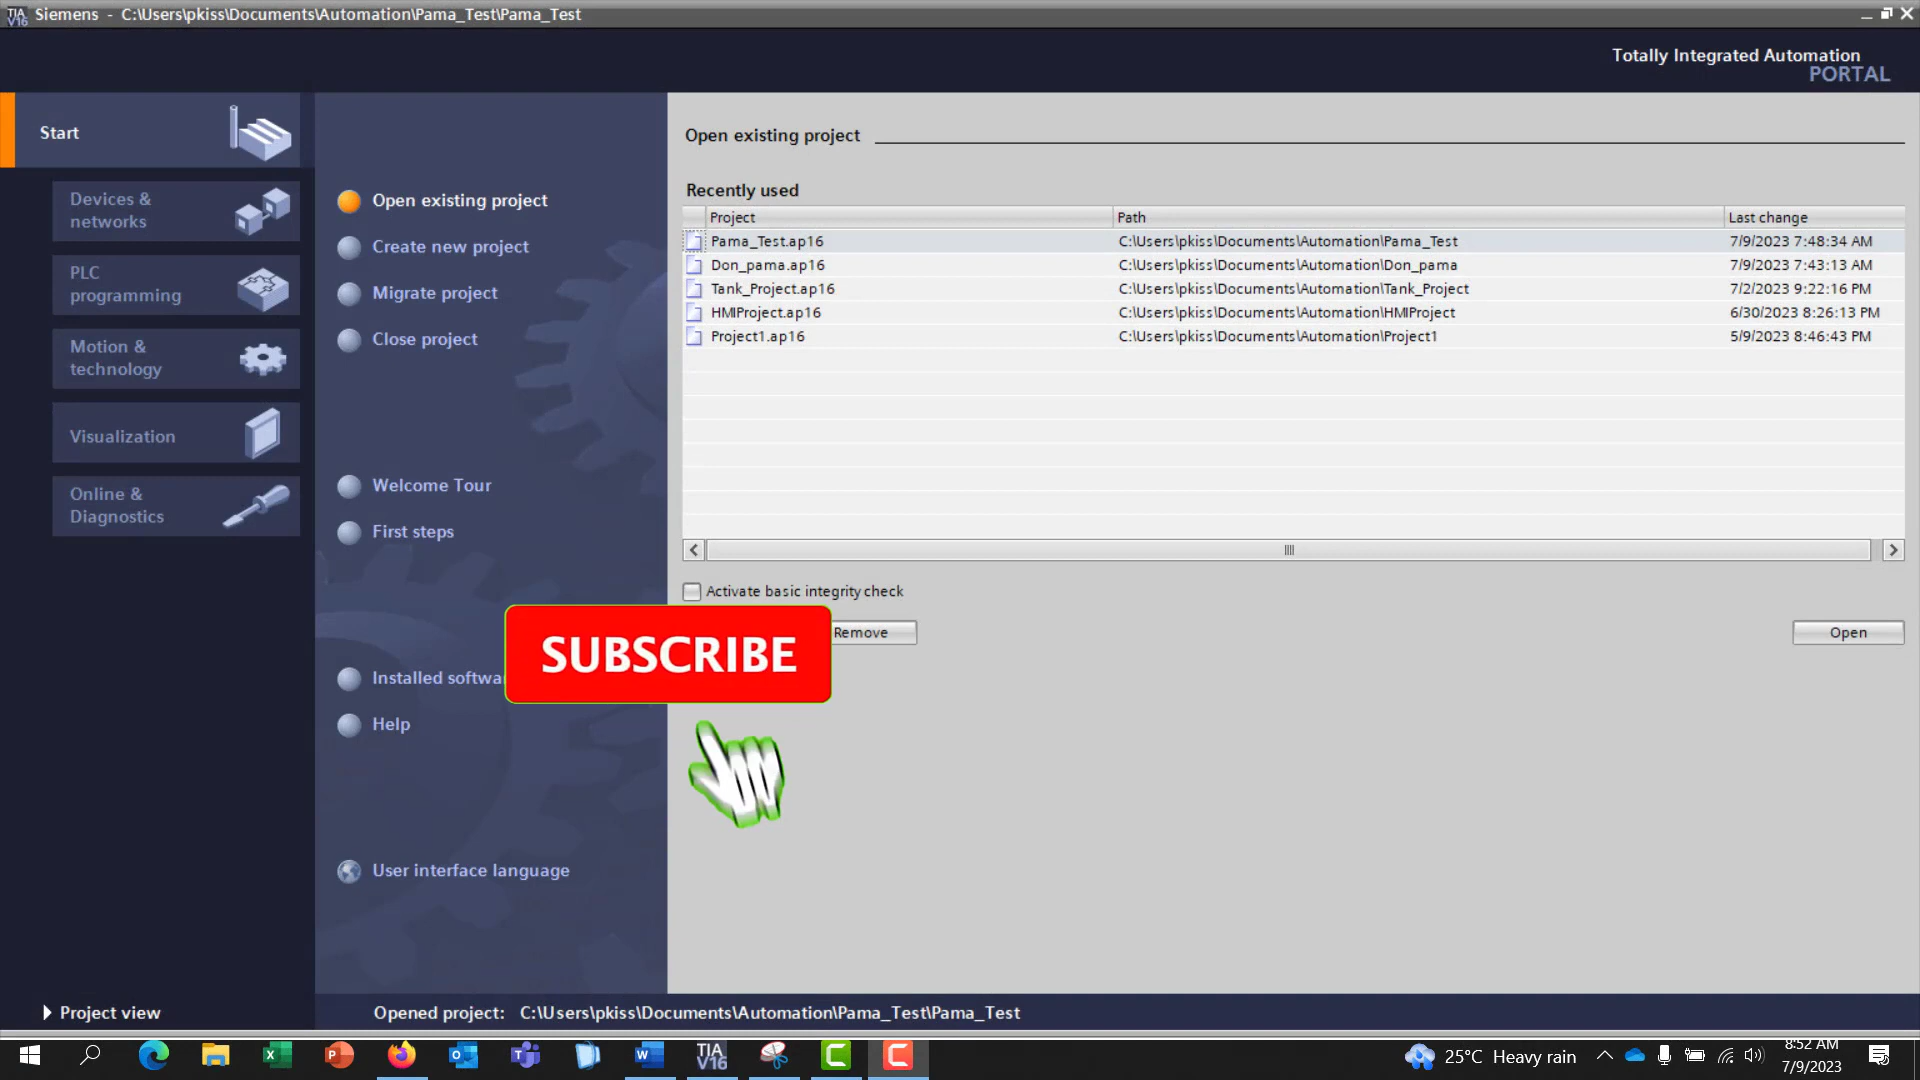 Siemens - C:\Users\pkiss\Documents\Automation\Pama_Test\Pama_Test
Totally Integrated Automation
PORTAL
Start
Devices &
networks
PLC
programming
Motion &
technology
Visualization
Online &
Diagnostics
Open existing project
Create new project
Migrate project
Close project
Welcome Tour
First steps
Installed softwa
Help
User interface language
Open existing project
Recently used
Project Path Last change
Pama_Test.ap16 C:\Users\pkiss\Documents\Automation\Pama_Test 7/9/2023 7:48:34 AM
Don_pama.ap16 C:\Users\pkiss\Documents\Automation\Don_pama 7/9/2023 7:43:13 AM
Tank_Project.ap16 C:\Users\pkiss\Documents\Automation\Tank_Project 7/2/2023 9:22:16 PM
HMIProject.ap16 C:\Users\pkiss\Documents\Automation\HMIProject 6/30/2023 8:26:13 PM
Project1.ap16 C:\Users\pkiss\Documents\Automation\Project1 5/9/2023 8:46:43 PM
Activate basic integrity check
Remove
Open
SUBSCRIBE
Project view
Opened project: C:\Users\pkiss\Documents\Automation\Pama_Test\Pama_Test
TIA
V16
25°C Heavy rain
8:52 AM
7/9/2023